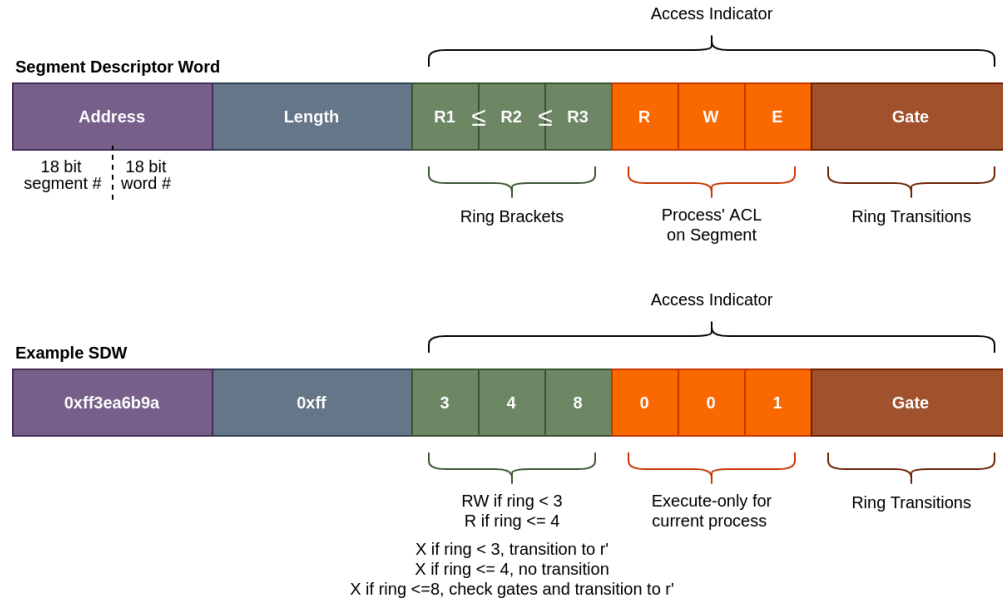 Access Indicator
Segment Descriptor Word
Address
Length
R1 ≤ R2 ≤ R3
R
W
E
Gate
18 bit
segment #
18 bit
word #
Ring Brackets
Process' ACL
on Segment
Ring Transitions
Access Indicator
Example SDW
0xff3ea6b9a
0xff
3
4
8
0
0
1
Gate
RW if ring < 3
R if ring <= 4
X if ring < 3, transition to r'
X if ring <= 4, no transition
X if ring <=8, check gates and transition to r'
Execute-only for
current process
Ring Transitions